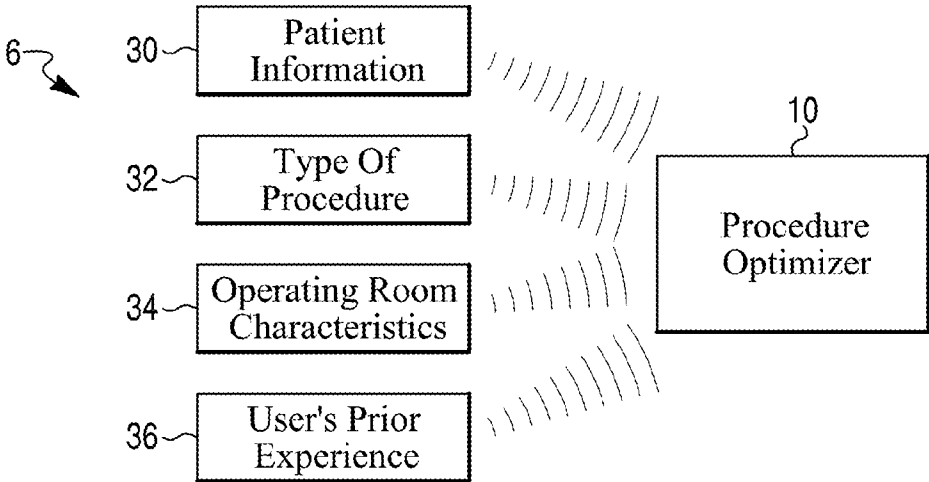 6
30
Patient
Information
10
32
Type Of
Procedure
Procedure
Optimizer
34
Operating Room
Characteristics
36
User's Prior
Experience